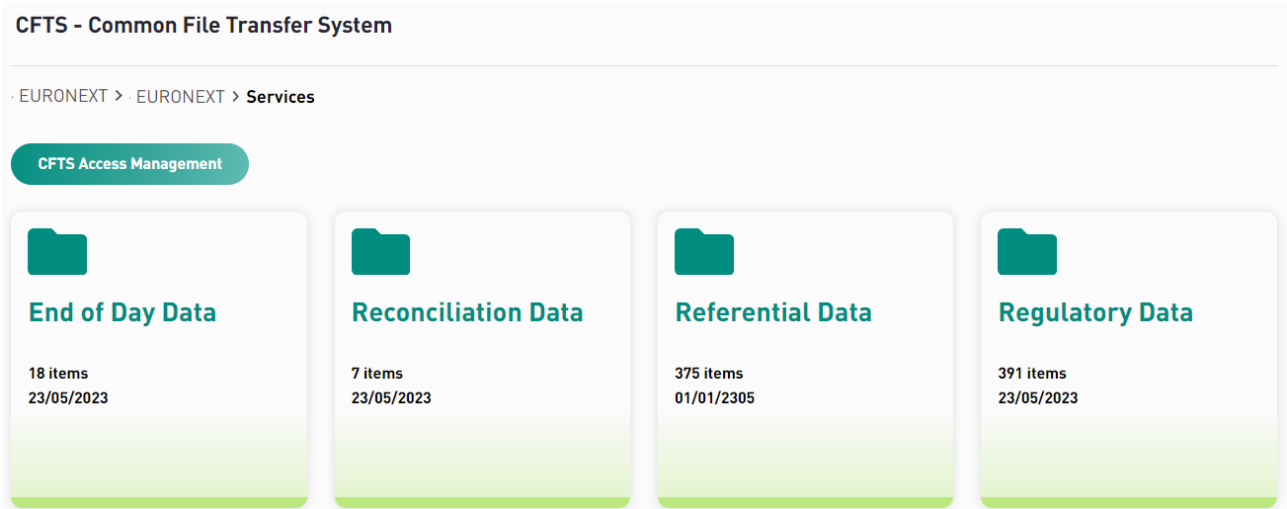 CFTS - Common File Transfer System
EURONEXT > EURONEXT > Services
CFTS Access Management
End of Day Data
18 items
23/05/2023
Reconciliation Data
7 items
23/05/2023
Referential Data
375 items
01/01/2305
Regulatory Data
391 items
23/05/2023